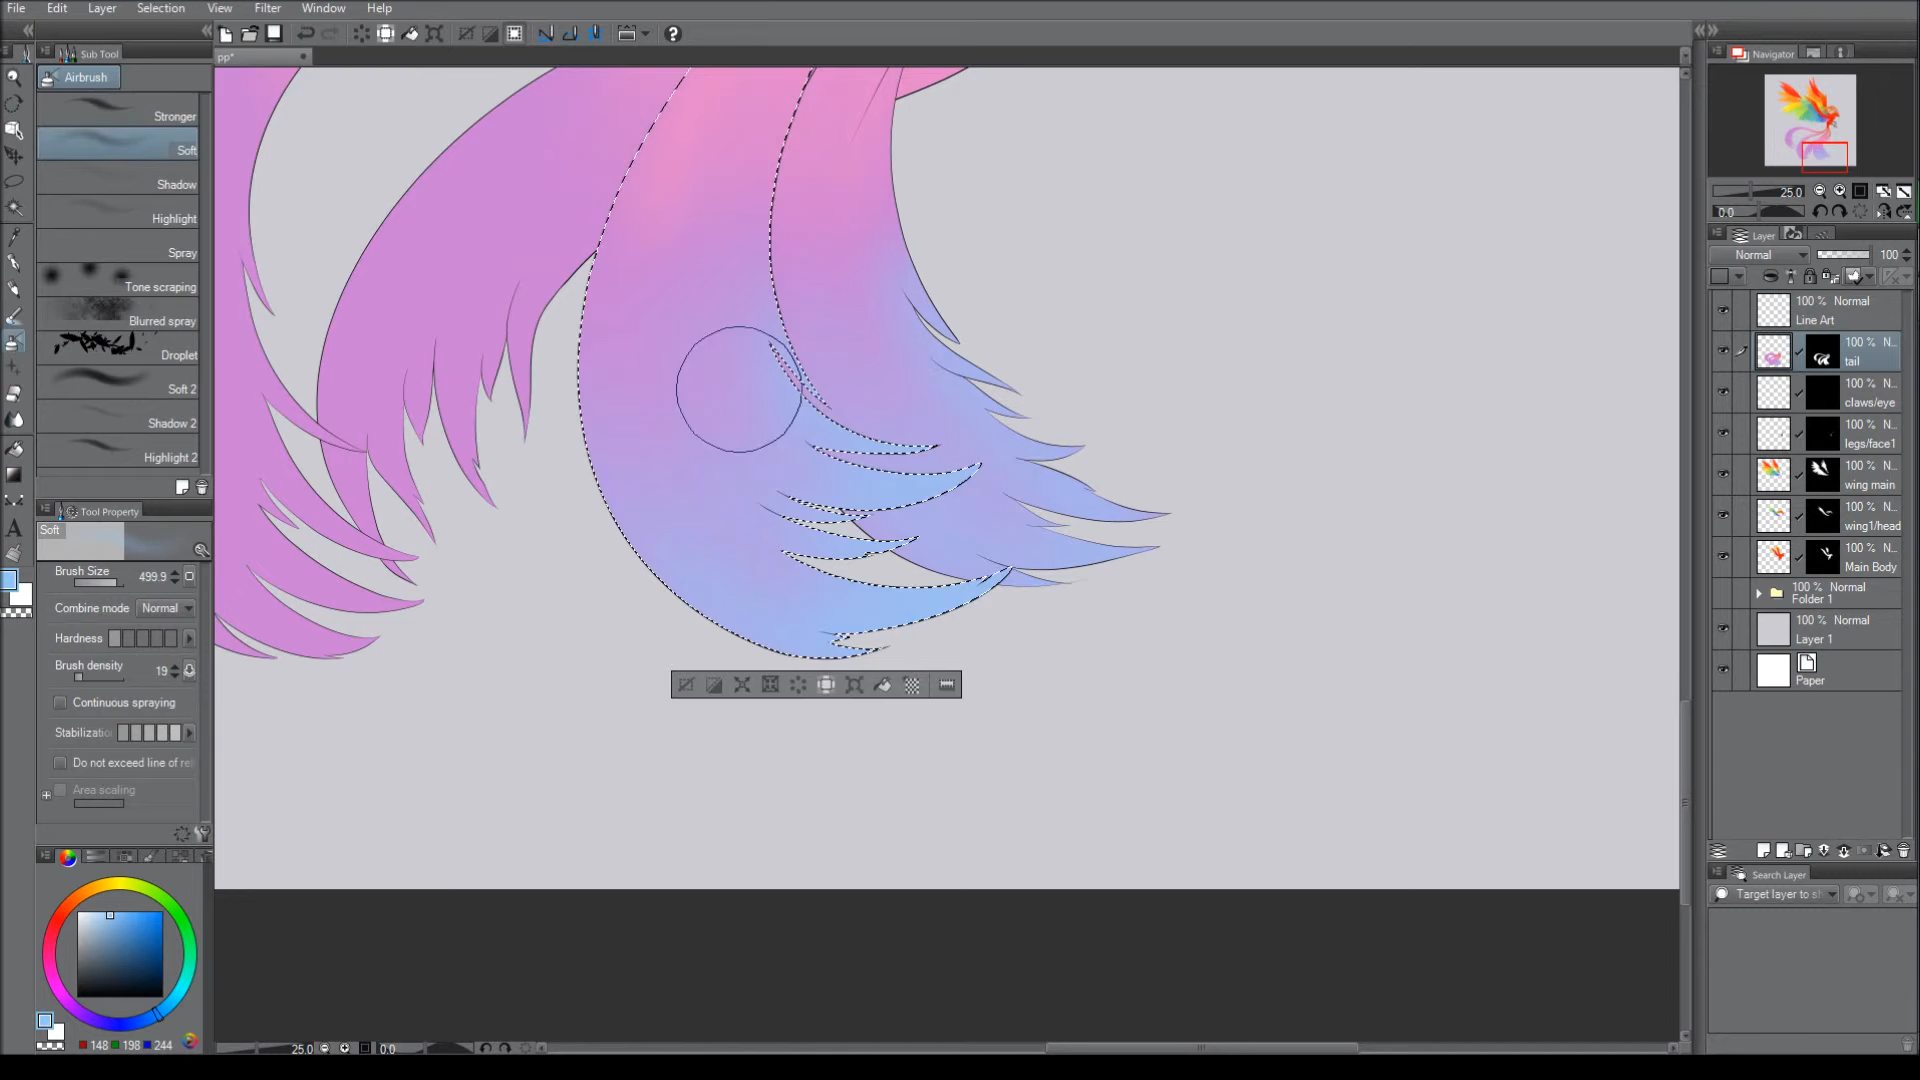 File Edit Layer Selection View Filter Window Help
Sub Tool
pp*
Airbrush
Stronger
Soft
Shadow
Highlight
Spray
Tone scraping
Blurred spray
Droplet
Soft 2
Shadow 2
Highlight 2
Tool Property
Soft
Brush Size 499.9
Combine mode Normal
Hardness
Brush density 19
Continuous spraying
Stabilizatio
Do not exceed line of re
Area scaling
148 198 244
25.0 0.0
Navigator
25.0
0.0
Layer
Normal 100
100 % Normal
Line Art
100 % N...
tail
100 % N...
claws/eye
100 % N...
legs/face1
100 % N...
wing main
100 % N...
wing1/head
100 % N...
Main Body
100 % Normal
Folder 1
100 % Normal
Layer 1
Paper
Search Layer
Target layer to s